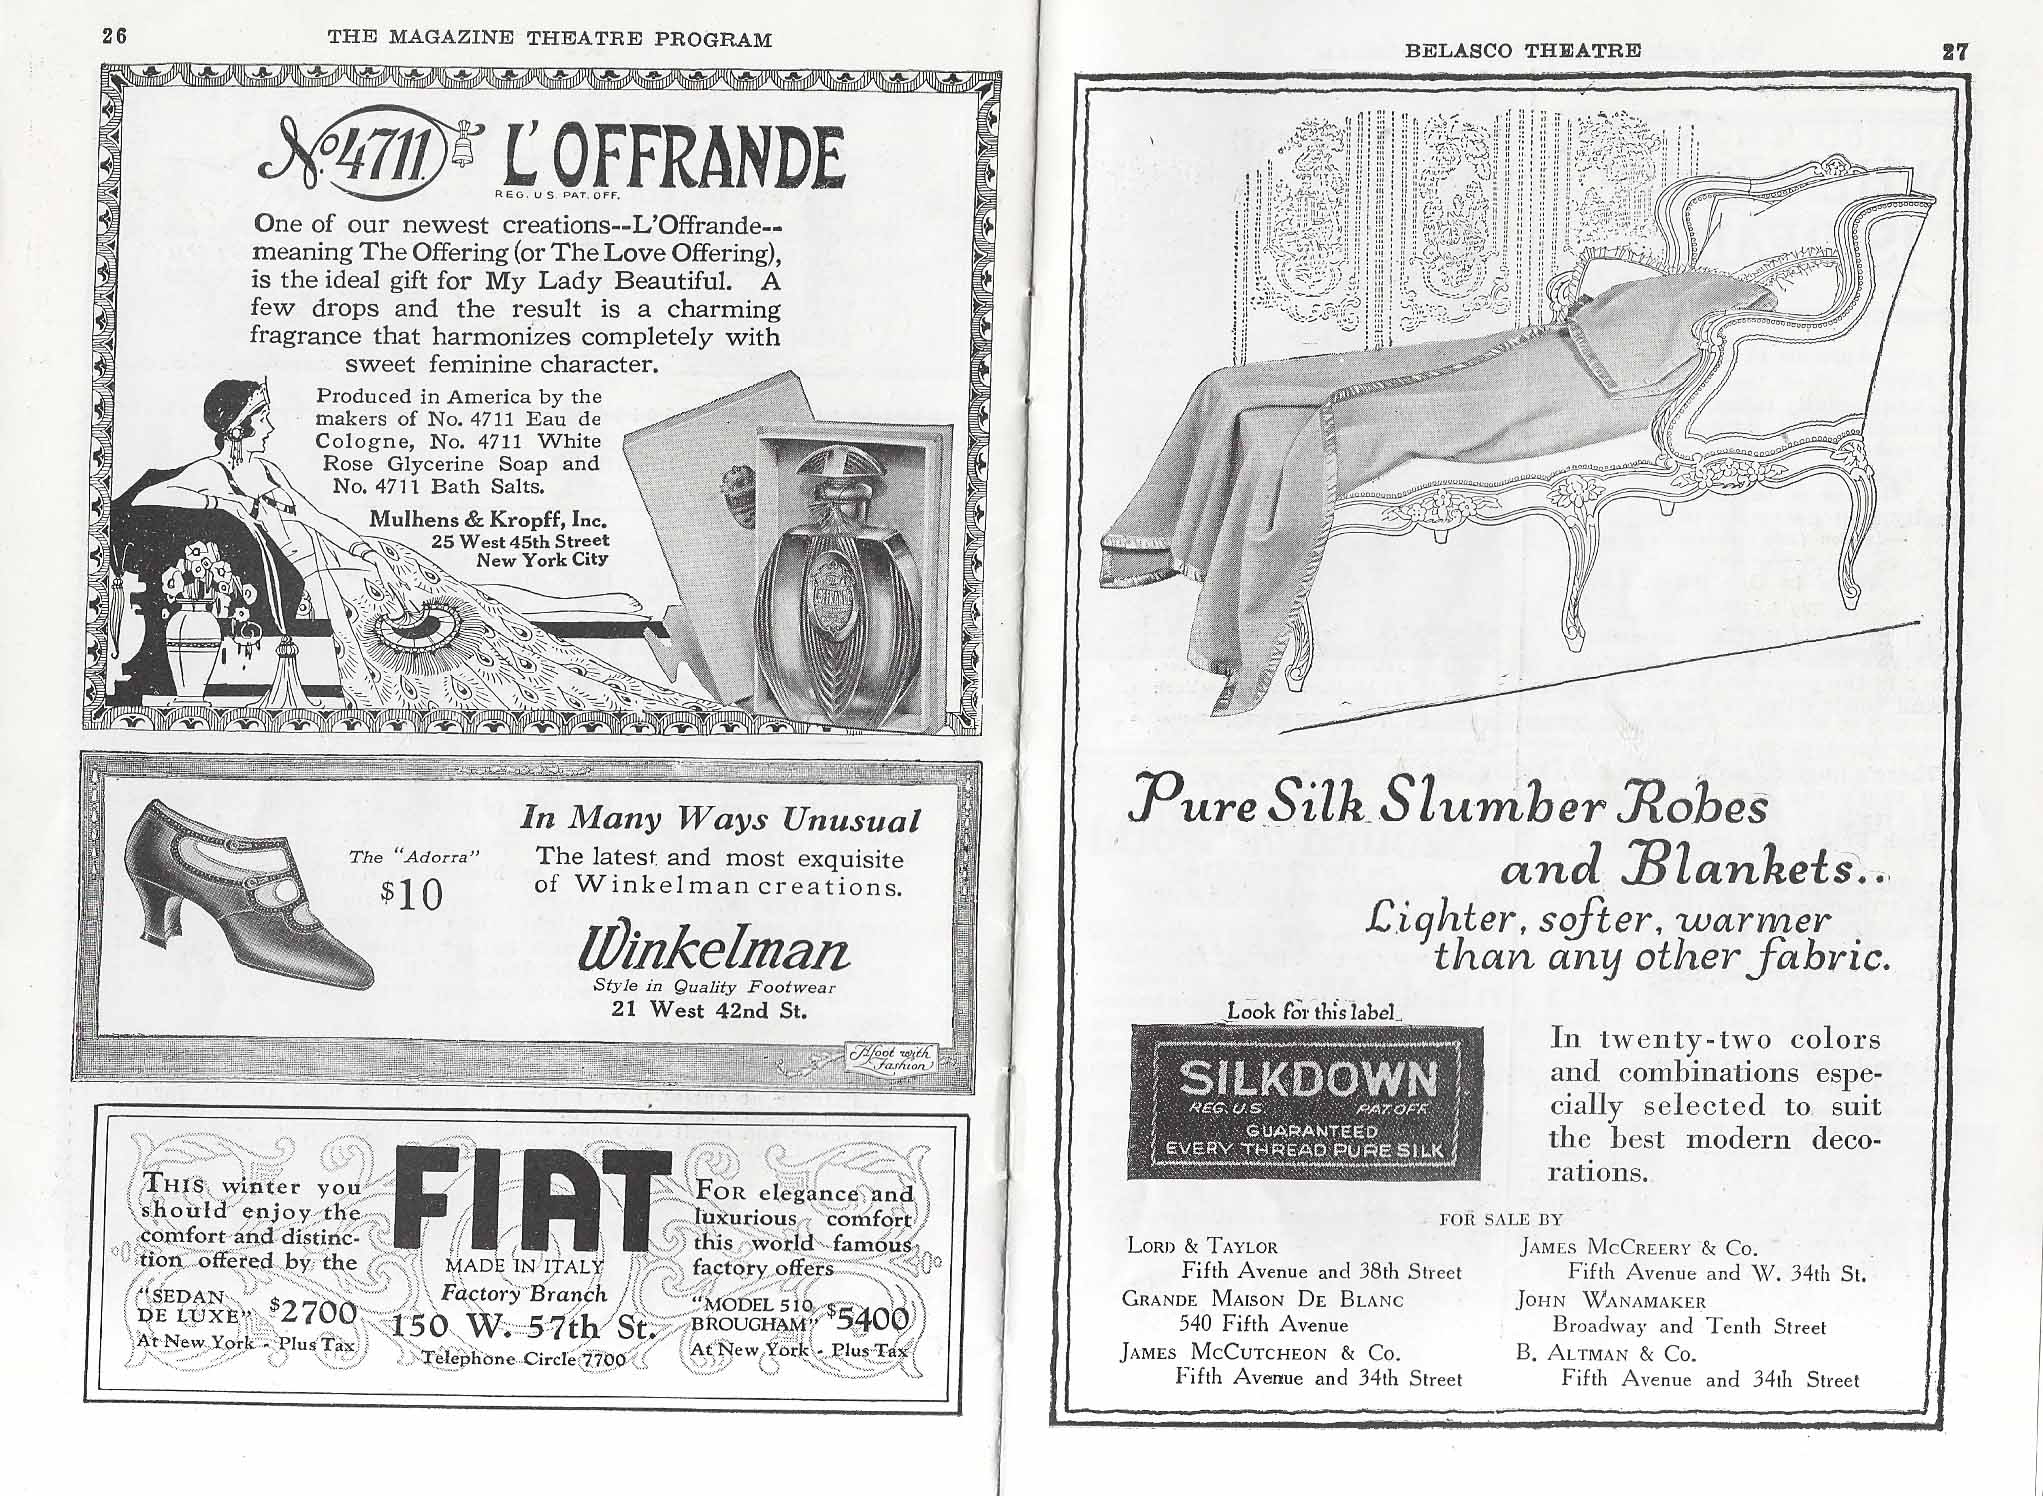 26
THE MAGAZINE THEATRE PROGRAM
No. 4711. L'OFFRANDE
REG. U S. PAT. OFF.
One of our newest creations--L'Offrande--
meaning The Offering (or The Love Offering),
is the ideal gift for My Lady Beautiful. A
few drops and the result is a charming
fragrance that harmonizes completely with
sweet feminine character.
Produced in America by the
makers of No. 4711 Eau de
Cologne, No. 4711 White
Rose Glycerine Soap and
No. 4711 Bath Salts.
Mulhens & Kropff, Inc.
25 West 45th Street
New York City
The "Adorra"
$10
In Many Ways Unusual
The latest and most exquisite
of Winkelman creations.
Winkelman
Style in Quality Footwear
21 West 42nd St.
Afoot with
Fashion
THIS winter you
should enjoy the
comfort and distinc-
tion offered by the
"SEDAN
DE LUXE" $2700
At New York - Plus Tax
FIAT
MADE IN ITALY
Factory Branch
150 W. 57th St.
Telephone Circle 7700
FOR elegance and
luxurious comfort
this world famous
factory offers
"MODEL 510
BROUGHAM" $5400
At New York - Plus Tax
BELASCO THEATRE
27
Pure Silk Slumber Robes
and Blankets..
Lighter, softer, warmer
than any other fabric.
Look for this label
SILKDOWN
REG. U.S. PAT. OFF.
GUARANTEED
EVERY THREAD PURE SILK
In twenty-two colors
and combinations espe-
cially selected to suit
the best modern deco-
rations.
FOR SALE BY
LORD & TAYLOR
Fifth Avenue and 38th Street
GRANDE MAISON DE BLANC
540 Fifth Avenue
JAMES MCCUTCHEON & CO.
Fifth Avenue and 34th Street
JAMES MCCREERY & CO.
Fifth Avenue and W. 34th St.
JOHN WANAMAKER
Broadway and Tenth Street
B. ALTMAN & CO.
Fifth Avenue and 34th Street